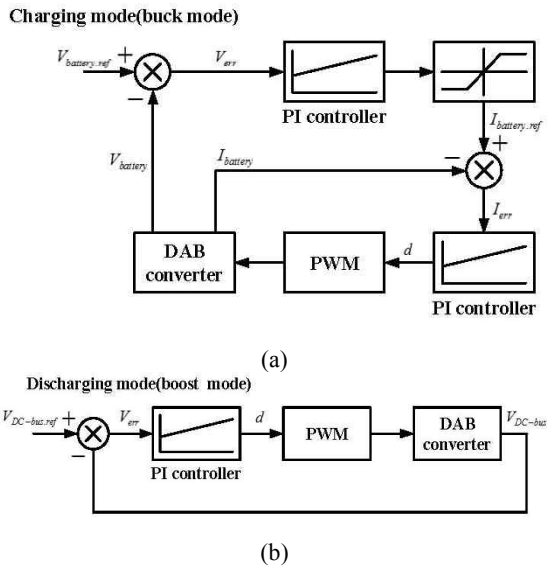 Charging mode(buck mode)
V_battery.ref
+
−
V_err
PI controller
I_battery.ref
+
−
V_battery
I_battery
I_err
DAB
converter
PWM
d
PI controller
(a)
Discharging mode(boost mode)
V_DC-bus.ref
+
−
V_err
PI controller
d
PWM
DAB
converter
V_DC-bus
(b)